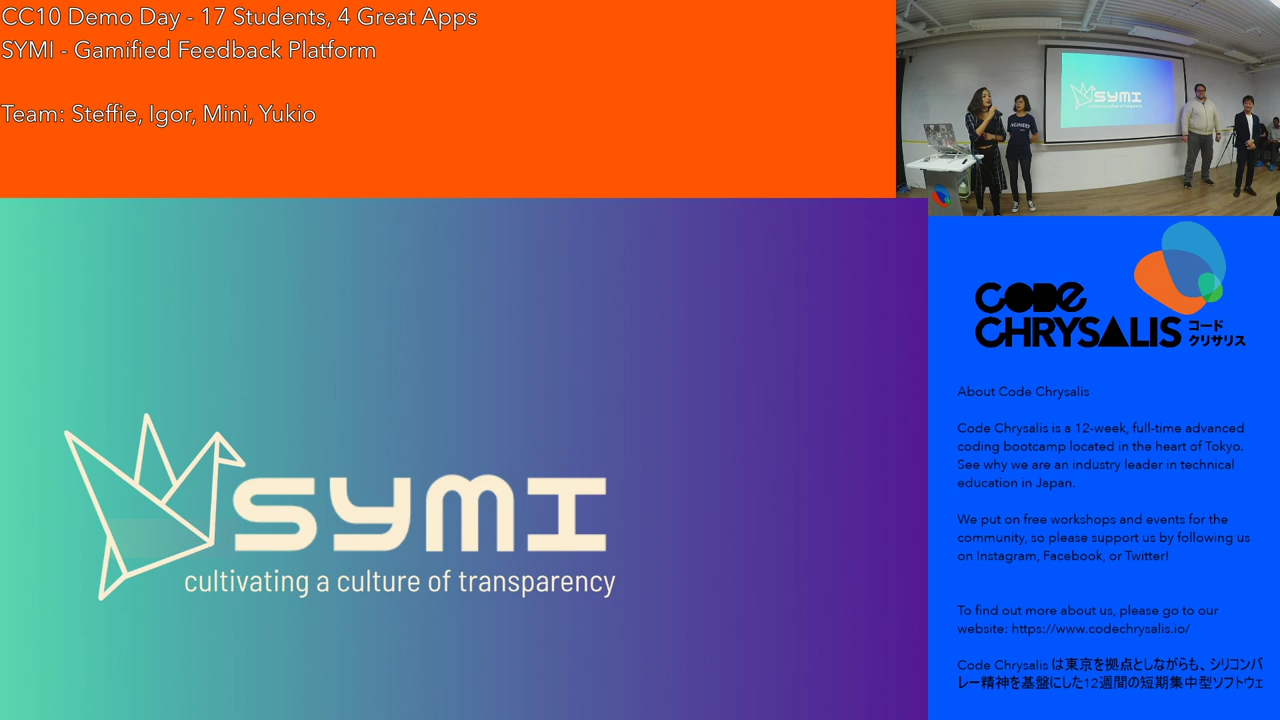 CC10 Demo Day - 17 Students, 4 Great Apps
SYMI - Gamified Feedback Platform
Team: Steffie, Igor, Mini, Yukio
SYMI
SYMI
cultivating a culture of transparency
CODE
CHRYSALIS
コード
クリサリス
About Code Chrysalis
Code Chrysalis is a 12-week, full-time advanced
coding bootcamp located in the heart of Tokyo.
See why we are an industry leader in technical
education in Japan.
We put on free workshops and events for the
community, so please support us by following us
on Instagram, Facebook, or Twitter!
To find out more about us, please go to our
website: https://www.codechrysalis.io/
Code Chrysalis は東京を拠点としながらも、シリコンバ
レー精神を基盤にした12週間の短期集中型ソフトウェ